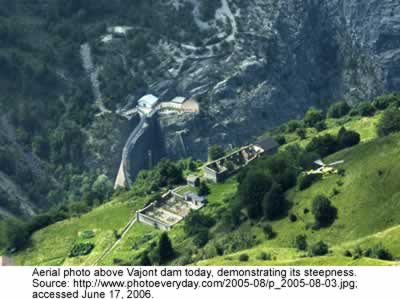 Aerial photo above Vajont dam today, demonstrating its steepness.
Source: http://photoeveryday.com/2005-08/p_2005-08-03.jpg;
accessed June 17, 2006.